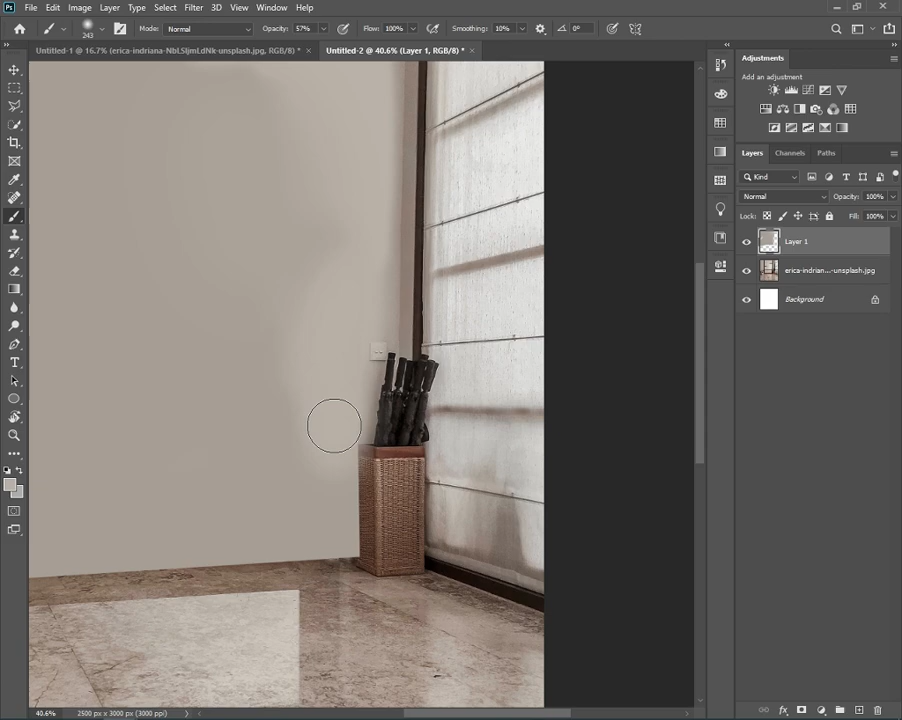 Ps File Edit Image Layer Type Select Filter 3D View Window Help
243 Mode: Normal Opacity: 57% Flow: 100% Smoothing: 10% 0°
Untitled-1 @ 16.7% (erica-indriana-NbLSljmLdNk-unsplash.jpg, RGB/8) * × Untitled-2 @ 40.6% (Layer 1, RGB/8) * ×
Adjustments
Add an adjustment
Layers Channels Paths
Kind
Normal Opacity: 100%
Lock: Fill: 100%
Layer 1
erica-indrian...-unsplash.jpg
Background
40.6% 2500 px x 3000 px (3000 ppi)